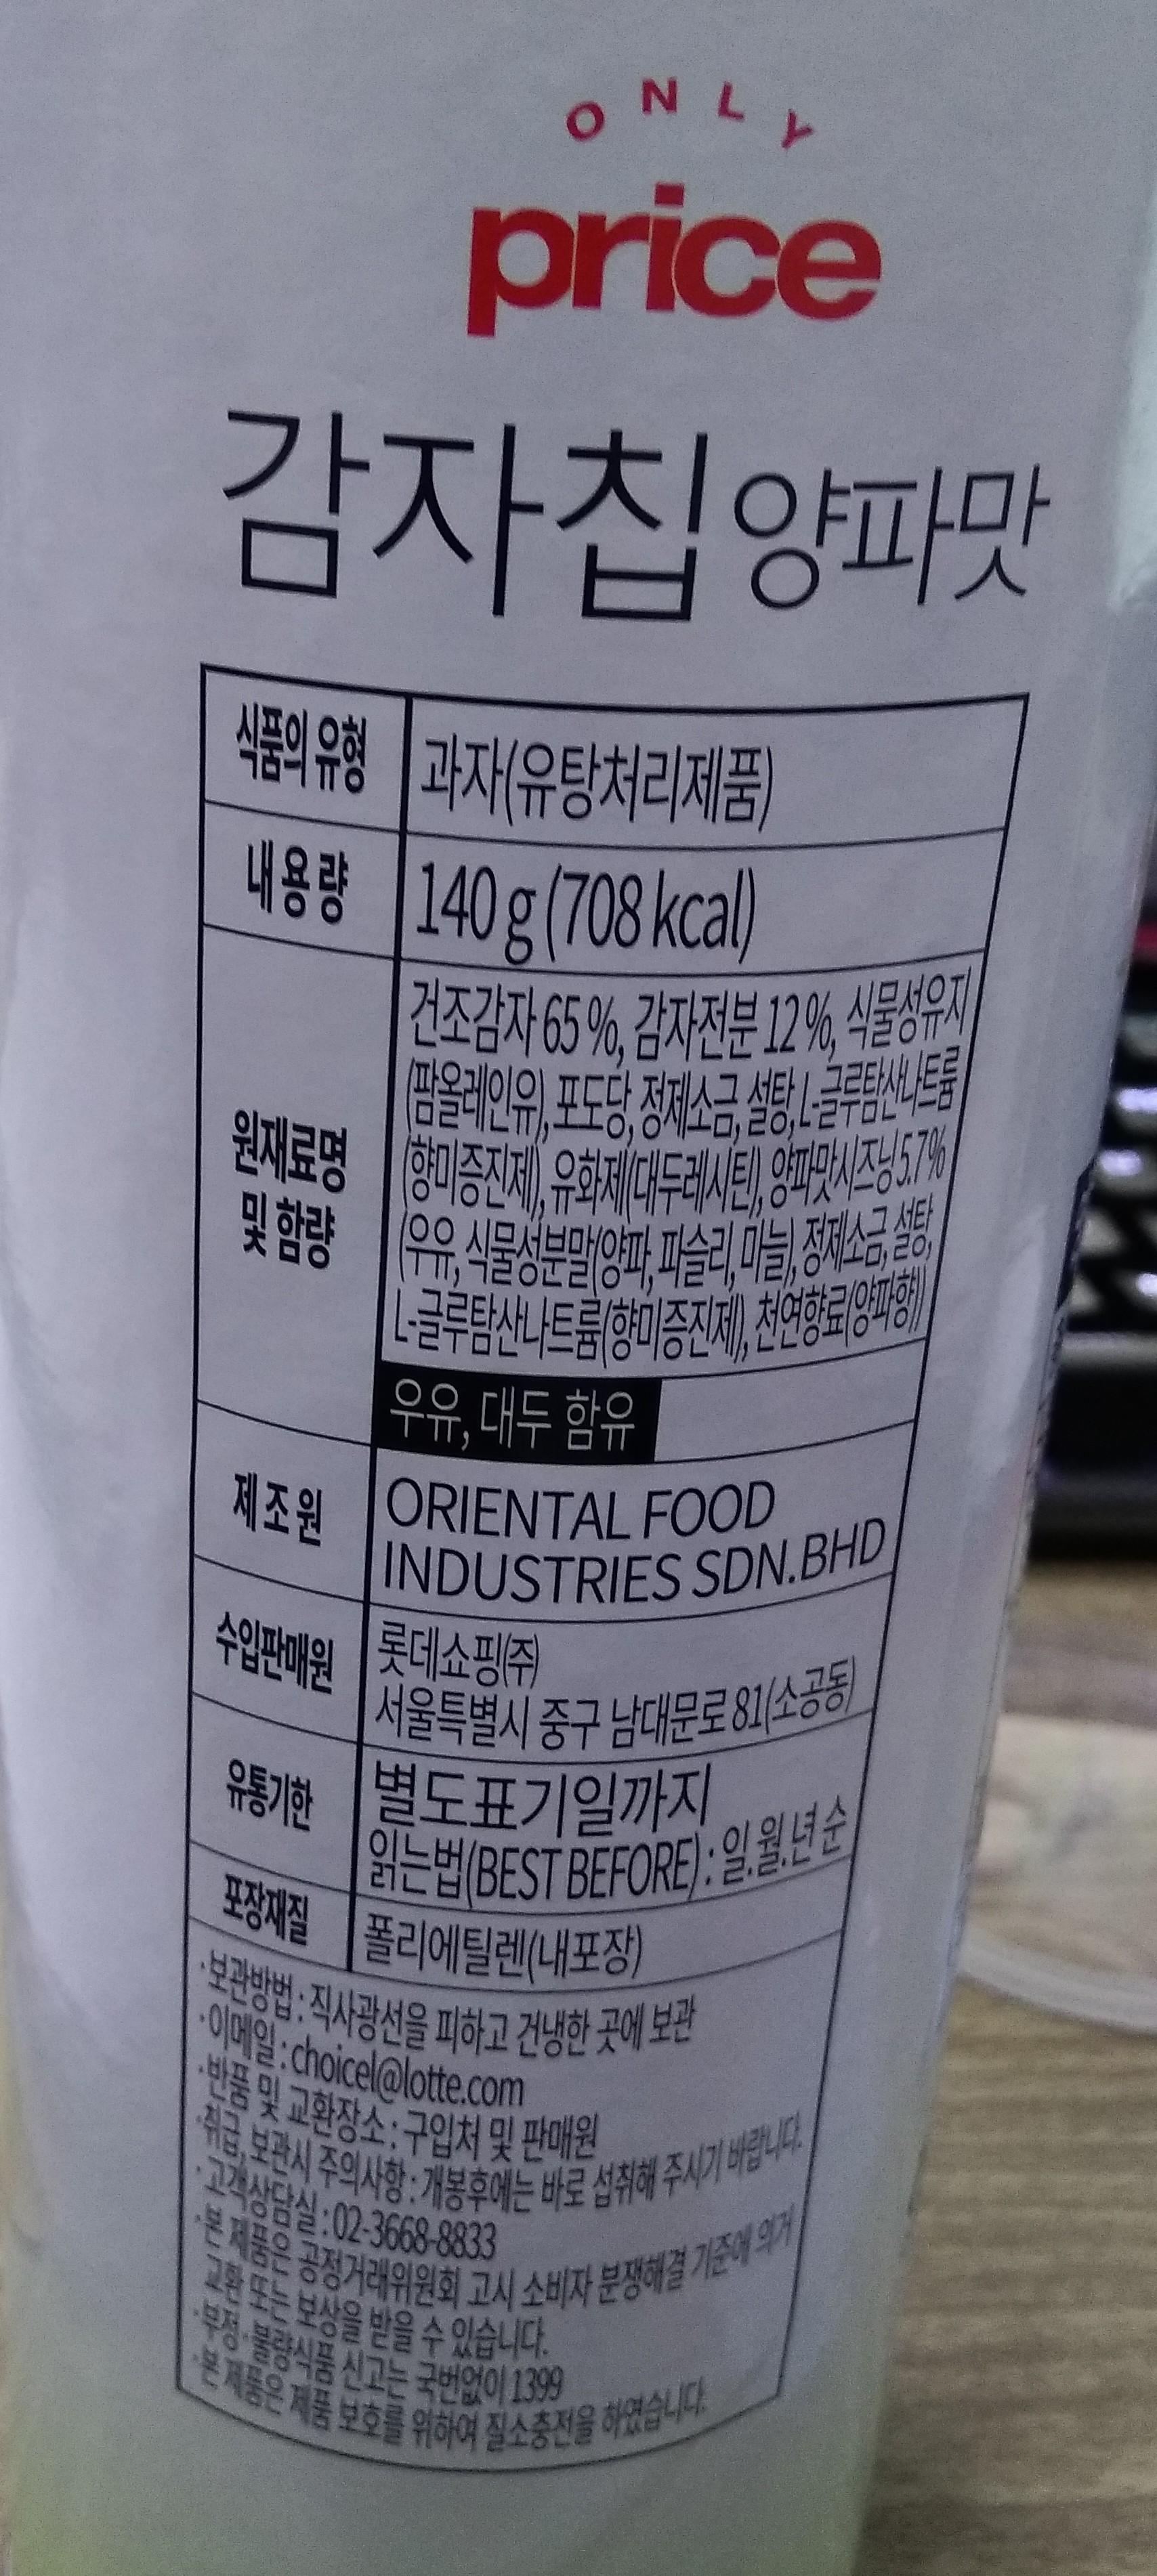 ONLY
price
감자칩 양파맛
식품의 유형 과자(유탕처리제품)
내용량 140 g (708 kcal)
원재료명 및 함량
건조감자 65 %, 감자전분 12 %, 식물성유지
(팜올레인유), 포도당, 정제소금, 설탕, L-글루탐산나트륨
(향미증진제), 유화제(대두레시틴), 양파맛시즈닝 5.7%
(우유, 식물성분말(양파, 파슬리, 마늘), 정제소금, 설탕,
L-글루탐산나트륨(향미증진제), 천연향료(양파향))
우유, 대두 함유
제조원 ORIENTAL FOOD
INDUSTRIES SDN.BHD
수입판매원 롯데쇼핑(주)
서울특별시 중구 남대문로 81(소공동)
유통기한 별도표기일까지
읽는법(BEST BEFORE) : 일.월.년 순
포장재질 폴리에틸렌(내포장)
·보관방법 : 직사광선을 피하고 건냉한 곳에 보관
·이메일 : choicel@lotte.com
·반품 및 교환장소 : 구입처 및 판매원
·취급, 보관시 주의사항 : 개봉후에는 바로 섭취해 주시기 바랍니다.
·고객상담실 : 02-3668-8833
·본 제품은 공정거래위원회 고시 소비자 분쟁해결 기준에 의거
교환 또는 보상을 받을 수 있습니다.
·부정·불량식품 신고는 국번없이 1399
·본 제품은 제품 보호를 위하여 질소충전을 하였습니다.